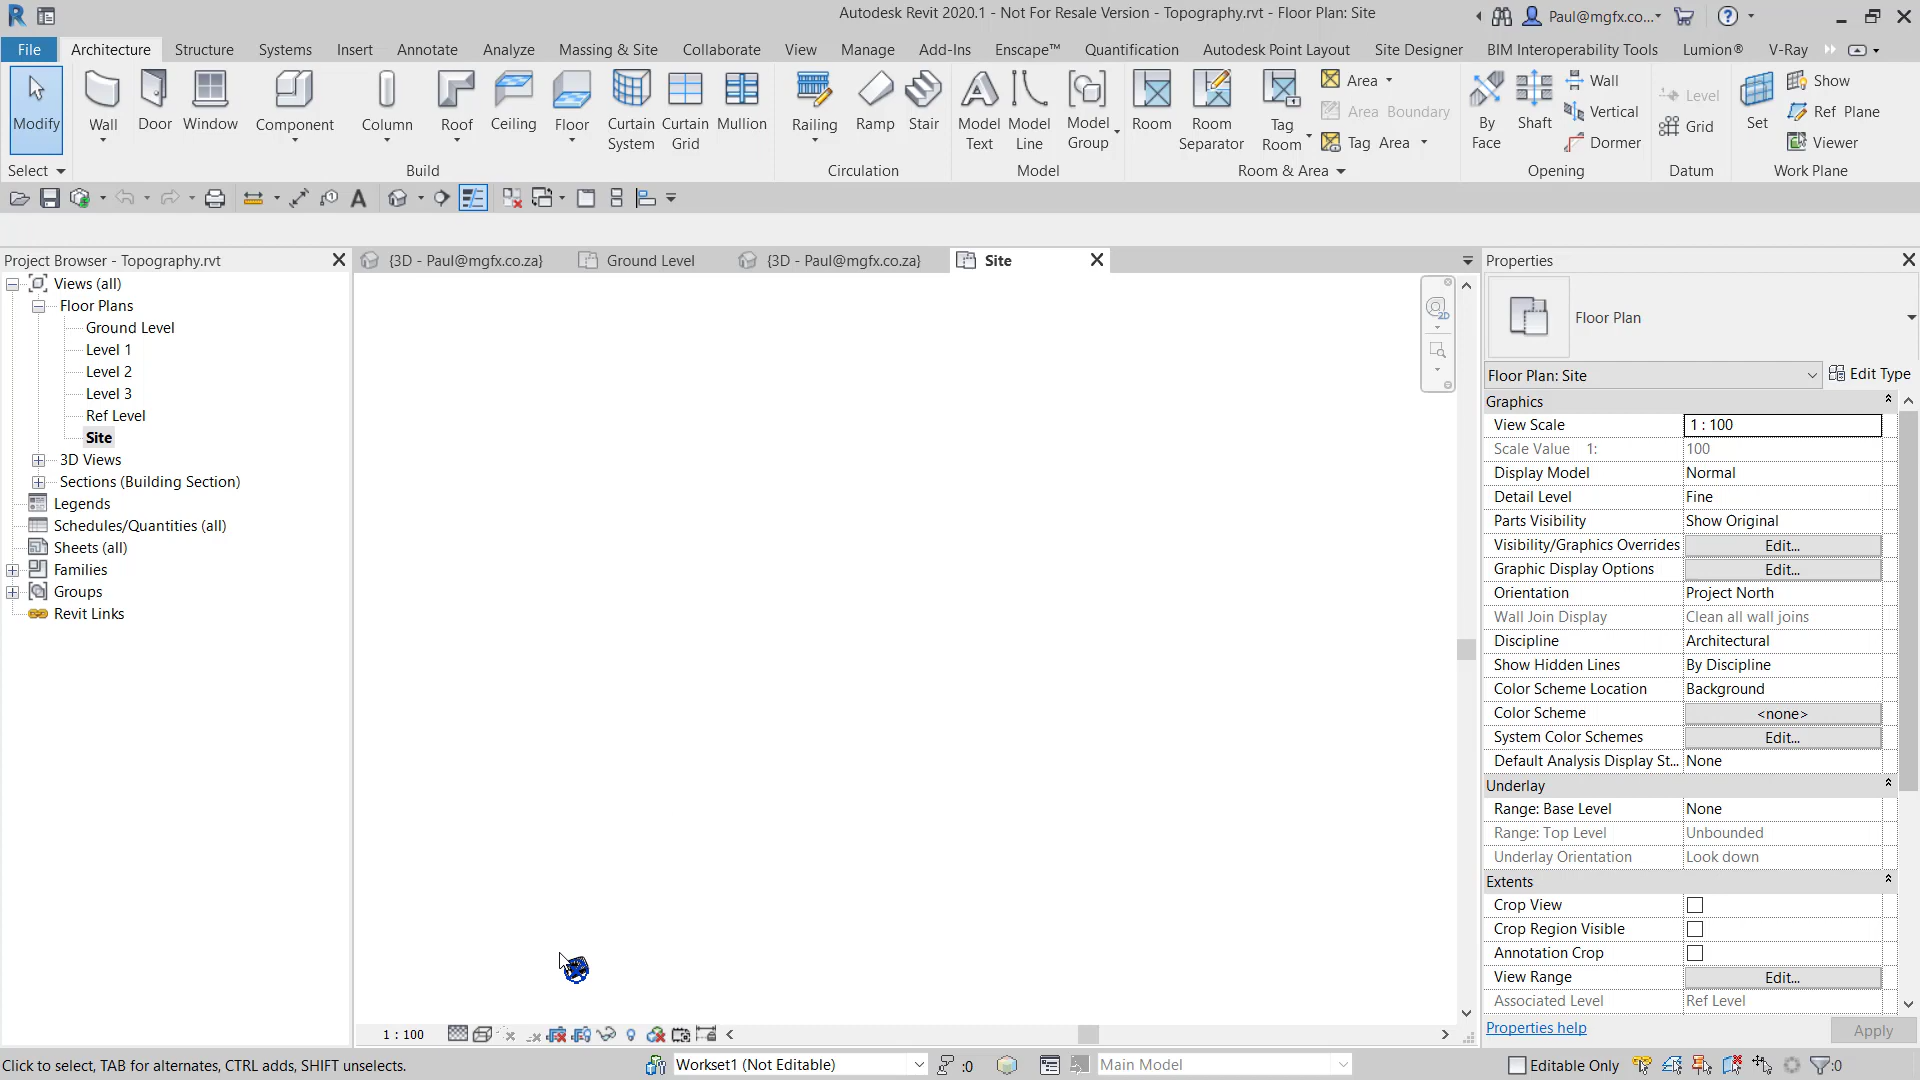 Autodesk Revit 2020.1 - Not For Resale Version - Topography.rvt - Floor Plan: Site
Paul@mgfx.co...
File Architecture Structure Systems Insert Annotate Analyze Massing & Site Collaborate View Manage Add-Ins Enscape™ Quantification Autodesk Point Layout Site Designer BIM Interoperability Tools Lumion® V-Ray
Modify Wall Door Window Component Column Roof Ceiling Floor Curtain System Curtain Grid Mullion Railing Ramp Stair Model Text Model Line Model Group Room Room Separator Tag Room
Area
Area Boundary
Tag Area
By Face Shaft
Wall
Vertical
Dormer
Level
Grid
Set
Show
Ref Plane
Viewer
Select Build Circulation Model Room & Area Opening Datum Work Plane
Project Browser - Topography.rvt
{3D - Paul@mgfx.co.za} Ground Level {3D - Paul@mgfx.co.za} Site
Views (all)
Floor Plans
Ground Level
Level 1
Level 2
Level 3
Ref Level
Site
3D Views
Sections (Building Section)
Legends
Schedules/Quantities (all)
Sheets (all)
Families
Groups
Revit Links
2D
Properties
Floor Plan
Floor Plan: Site Edit Type
Graphics
View Scale 1 : 100
Scale Value 1: 100
Display Model Normal
Detail Level Fine
Parts Visibility Show Original
Visibility/Graphics Overrides Edit...
Graphic Display Options Edit...
Orientation Project North
Wall Join Display Clean all wall joins
Discipline Architectural
Show Hidden Lines By Discipline
Color Scheme Location Background
Color Scheme <none>
System Color Schemes Edit...
Default Analysis Display St... None
Underlay
Range: Base Level None
Range: Top Level Unbounded
Underlay Orientation Look down
Extents
Crop View
Crop Region Visible
Annotation Crop
View Range Edit...
Associated Level Ref Level
Properties help Apply
1 : 100
Click to select, TAB for alternates, CTRL adds, SHIFT unselects.
Workset1 (Not Editable) :0 Main Model Editable Only :0